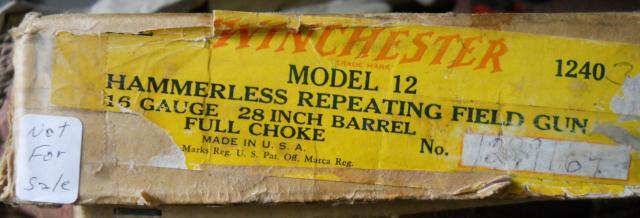 WINCHESTER
TRADE MARK
MODEL 12
1240
HAMMERLESS REPEATING FIELD GUN
16 GAUGE 28 INCH BARREL
FULL CHOKE
No.
MADE IN U. S. A.
Marks Reg. U. S. Pat. Off. Marca Reg.
Not
For
Sale